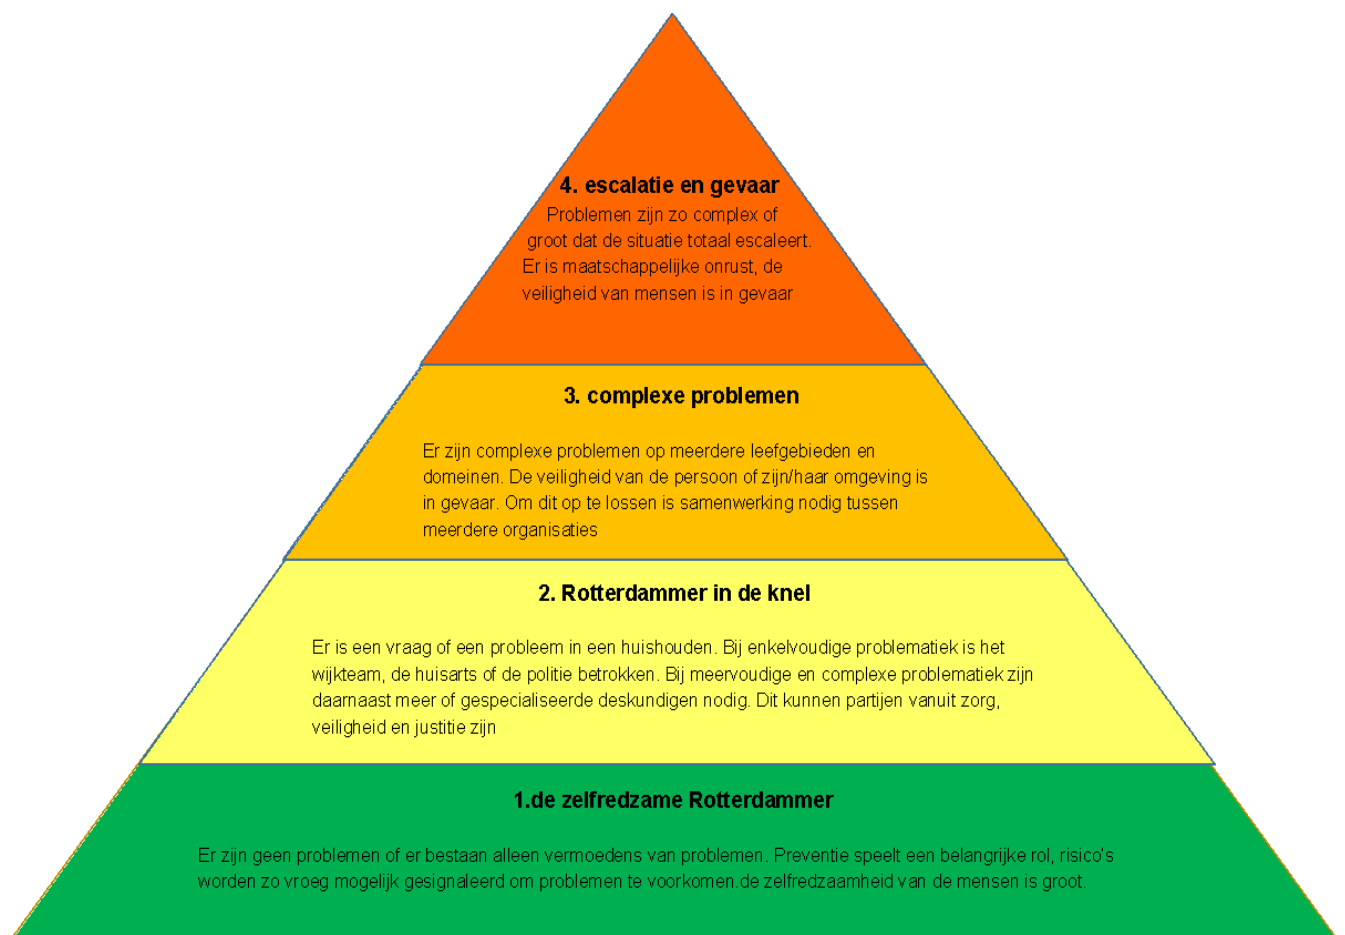 4. escalatie en gevaar
Problemen zijn zo complex of
groot dat de situatie totaal escaleert.
Er is maatschappelijke onrust, de
veiligheid van mensen is in gevaar
3. complexe problemen
Er zijn complexe problemen op meerdere leefgebieden en
domeinen. De veiligheid van de persoon of zijn/haar omgeving is
in gevaar. Om dit op te lossen is samenwerking nodig tussen
meerdere organisaties
2. Rotterdammer in de knel
Er is een vraag of een probleem in een huishouden. Bij enkelvoudige problematiek is het
wijkteam, de huisarts of de politie betrokken. Bij meervoudige en complexe problematiek zijn
daarnaast meer of gespecialiseerde deskundigen nodig. Dit kunnen partijen vanuit zorg,
veiligheid en justitie zijn
1.de zelfredzame Rotterdammer
Er zijn geen problemen of er bestaan alleen vermoedens van problemen. Preventie speelt een belangrijke rol, risico's
worden zo vroeg mogelijk gesignaleerd om problemen te voorkomen.de zelfredzaamheid van de mensen is groot.